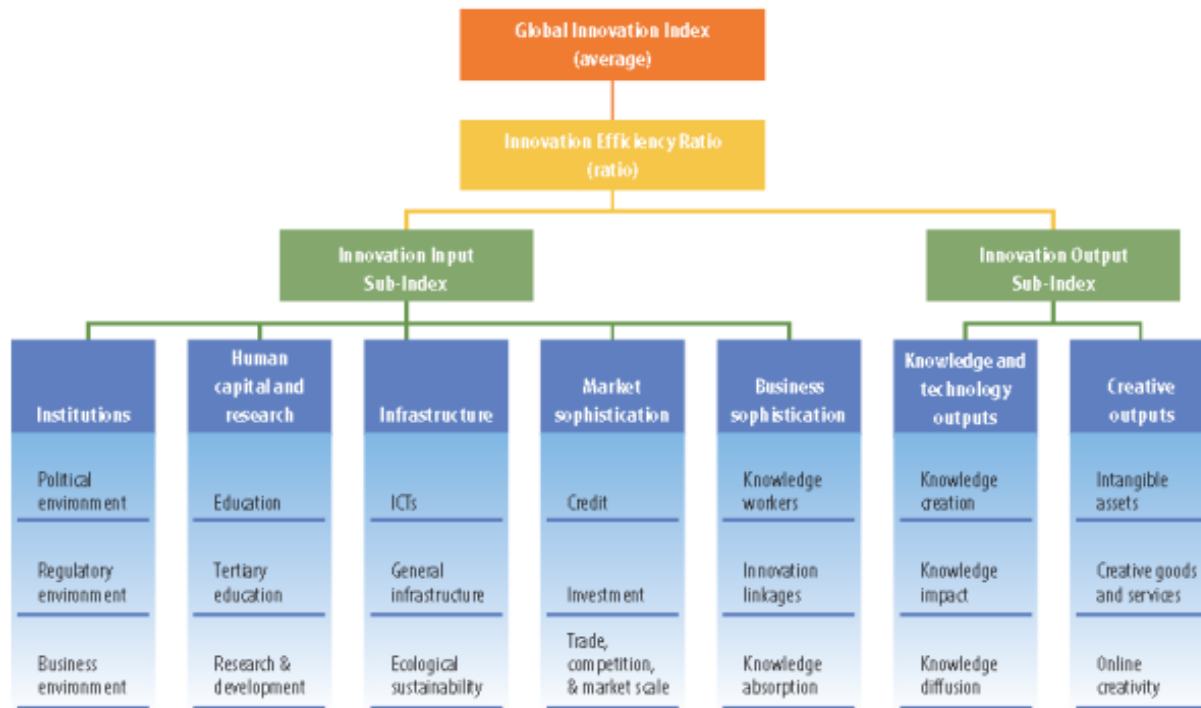 Global Innovation Index
(average)
Innovation Efficiency Ratio
(ratio)
Innovation Input
Sub-Index
Innovation Output
Sub-Index
Institutions
Human
capital and
research
Infrastructure
Market
sophistication
Business
sophistication
Knowledge and
technology
outputs
Creative
outputs
Political
environment
Education
ICTs
Credit
Knowledge
workers
Knowledge
creation
Intangible
assets
Regulatory
environment
Tertiary
education
General
infrastructure
Investment
Innovation
linkages
Knowledge
impact
Creative goods
and services
Business
environment
Research &
development
Ecological
sustainability
Trade,
competition,
& market scale
Knowledge
absorption
Knowledge
diffusion
Online
creativity